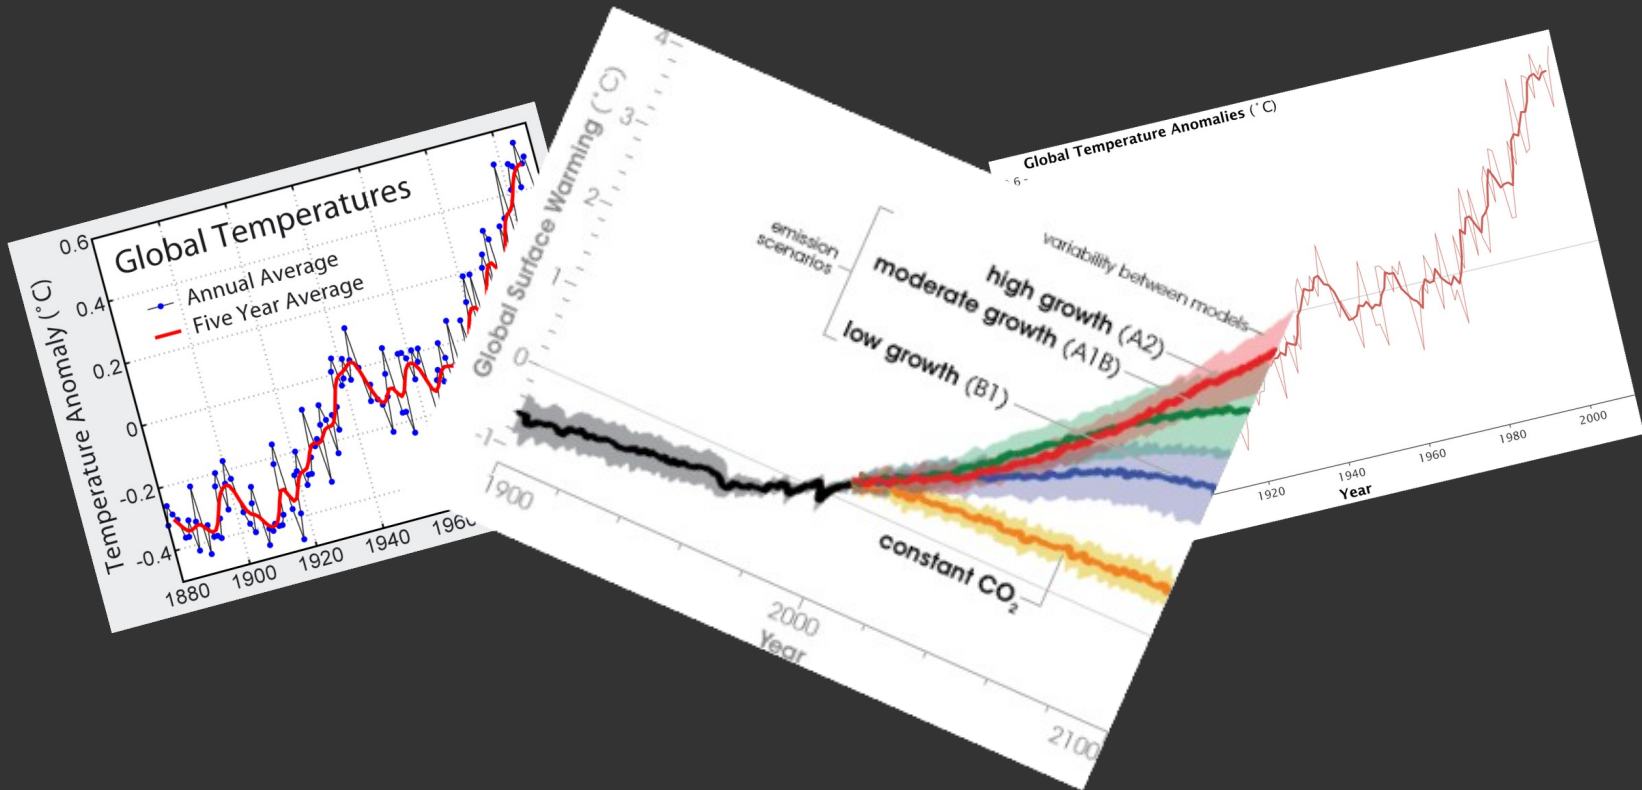 Global Temperatures
Annual Average
Five Year Average
Temperature Anomaly (°C)
0.6
0.4
0.2
0
-0.2
-0.4
1880
1900
1920
1940
1960
Global Surface Warming (°C)
4
3
2
1
0
-1
1900
2000
2100
Year
emission
scenarios
variability between models
high growth (A2)
moderate growth (A1B)
low growth (B1)
constant CO₂
Global Temperature Anomalies (°C)
.6
1920
1940
1960
1980
2000
Year